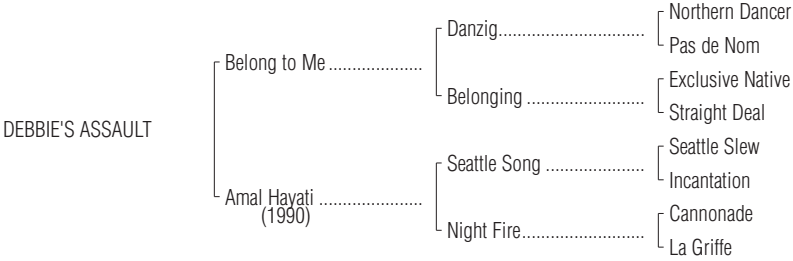 Northern Dancer
Danzig..............................
Pas de Nom
Belong to Me ...................
Exclusive Native
Belonging ........................
Straight Deal
DEBBIE'S ASSAULT
Seattle Slew
Seattle Song ....................
Incantation
Amal Hayati .....................
(1990)
Cannonade
Night Fire.........................
La Griffe